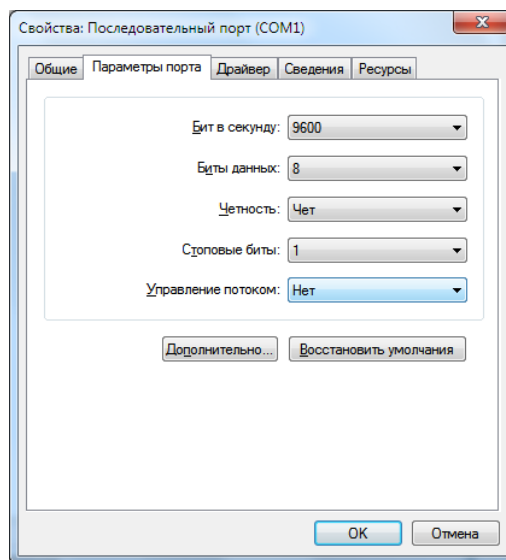 Свойства: Последовательный порт (COM1)
Общие Параметры порта Драйвер Сведения Ресурсы
Бит в секунду: 9600
Биты данных: 8
Четность: Чет
Стоповые биты: 1
Управление потоком: Нет
Дополнительно... Восстановить умолчания
OK Отмена